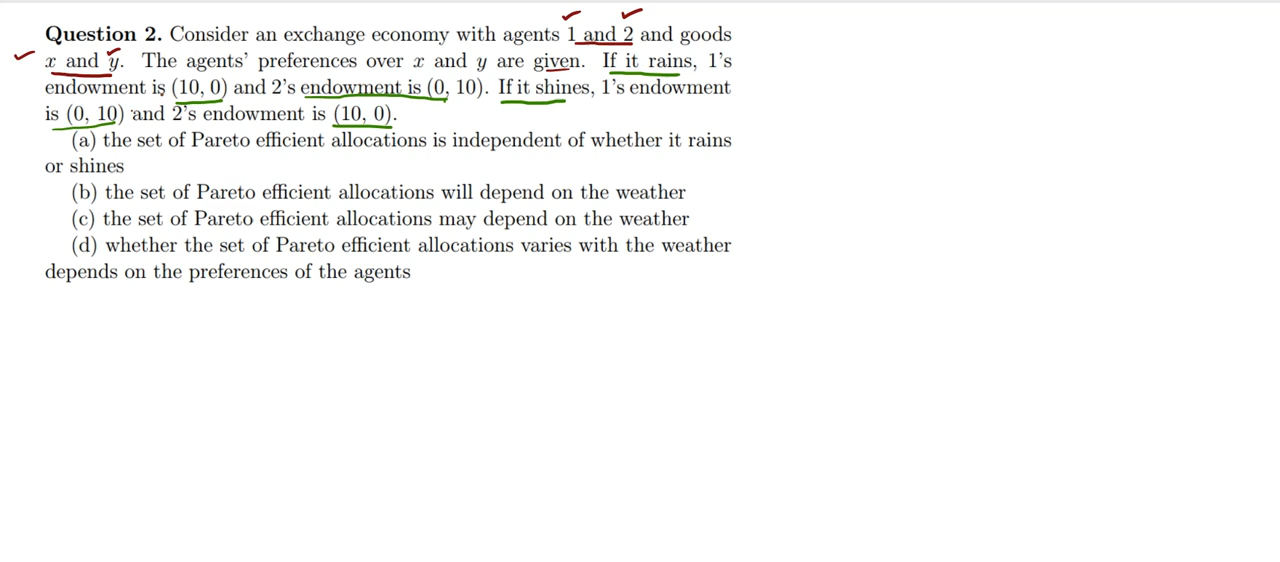 Question 2. Consider an exchange economy with agents 1 and 2 and goods
x and y. The agents' preferences over x and y are given. If it rains, 1's
endowment is (10, 0) and 2's endowment is (0, 10). If it shines, 1's endowment
is (0, 10) and 2's endowment is (10, 0).
(a) the set of Pareto efficient allocations is independent of whether it rains
or shines
(b) the set of Pareto efficient allocations will depend on the weather
(c) the set of Pareto efficient allocations may depend on the weather
(d) whether the set of Pareto efficient allocations varies with the weather
depends on the preferences of the agents